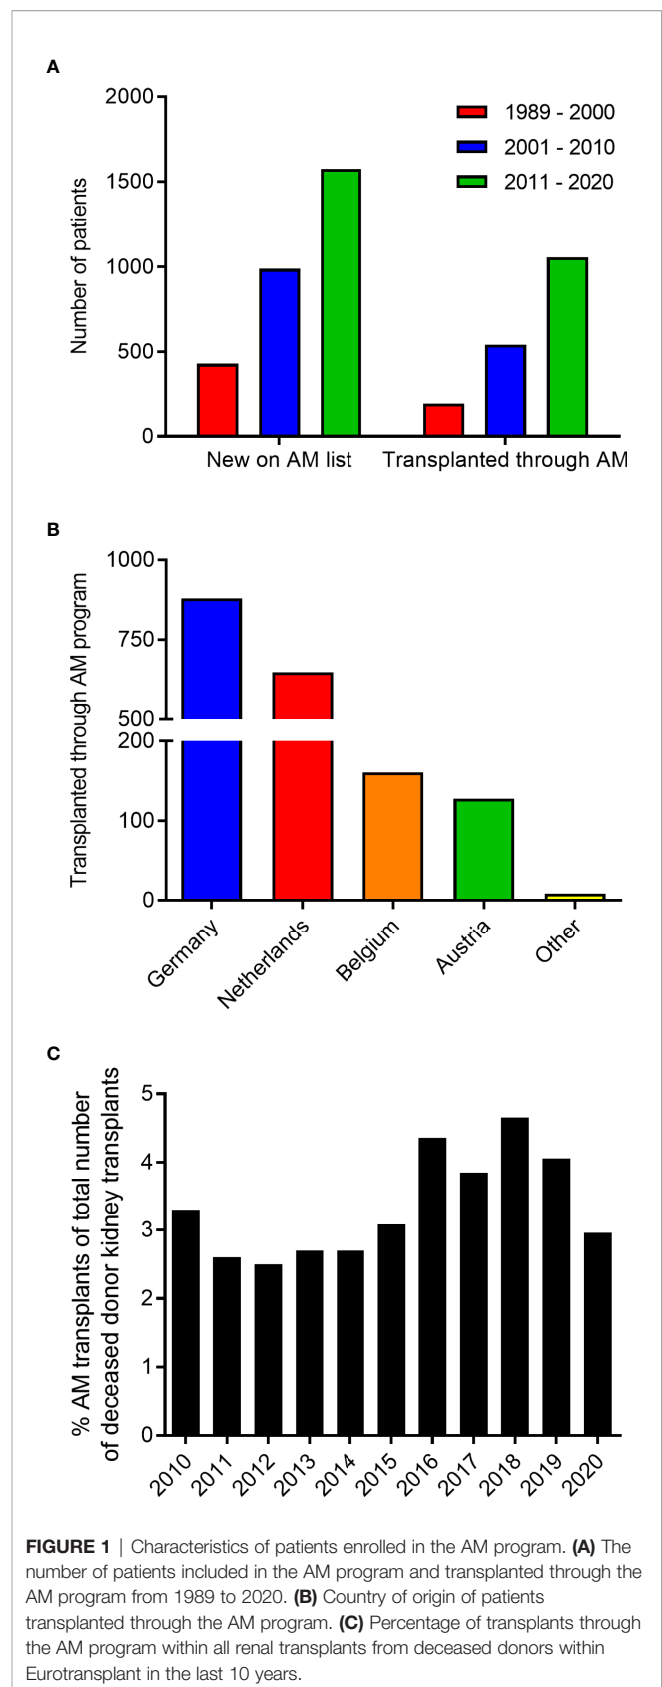 A
2000
1500
1000
500
0
Number of patients
1989 - 2000
2001 - 2010
2011 - 2020
New on AM list
Transplanted through AM
B
1000
750
500
200
100
0
Transplanted through AM program
Germany
Netherlands
Belgium
Austria
Other
C
5
4
3
2
1
0
% AM transplants of total number
of deceased donor kidney transplants
2010
2011
2012
2013
2014
2015
2016
2017
2018
2019
2020
FIGURE 1 | Characteristics of patients enrolled in the AM program. (A) The
number of patients included in the AM program and transplanted through the
AM program from 1989 to 2020. (B) Country of origin of patients
transplanted through the AM program. (C) Percentage of transplants through
the AM program within all renal transplants from deceased donors within
Eurotransplant in the last 10 years.